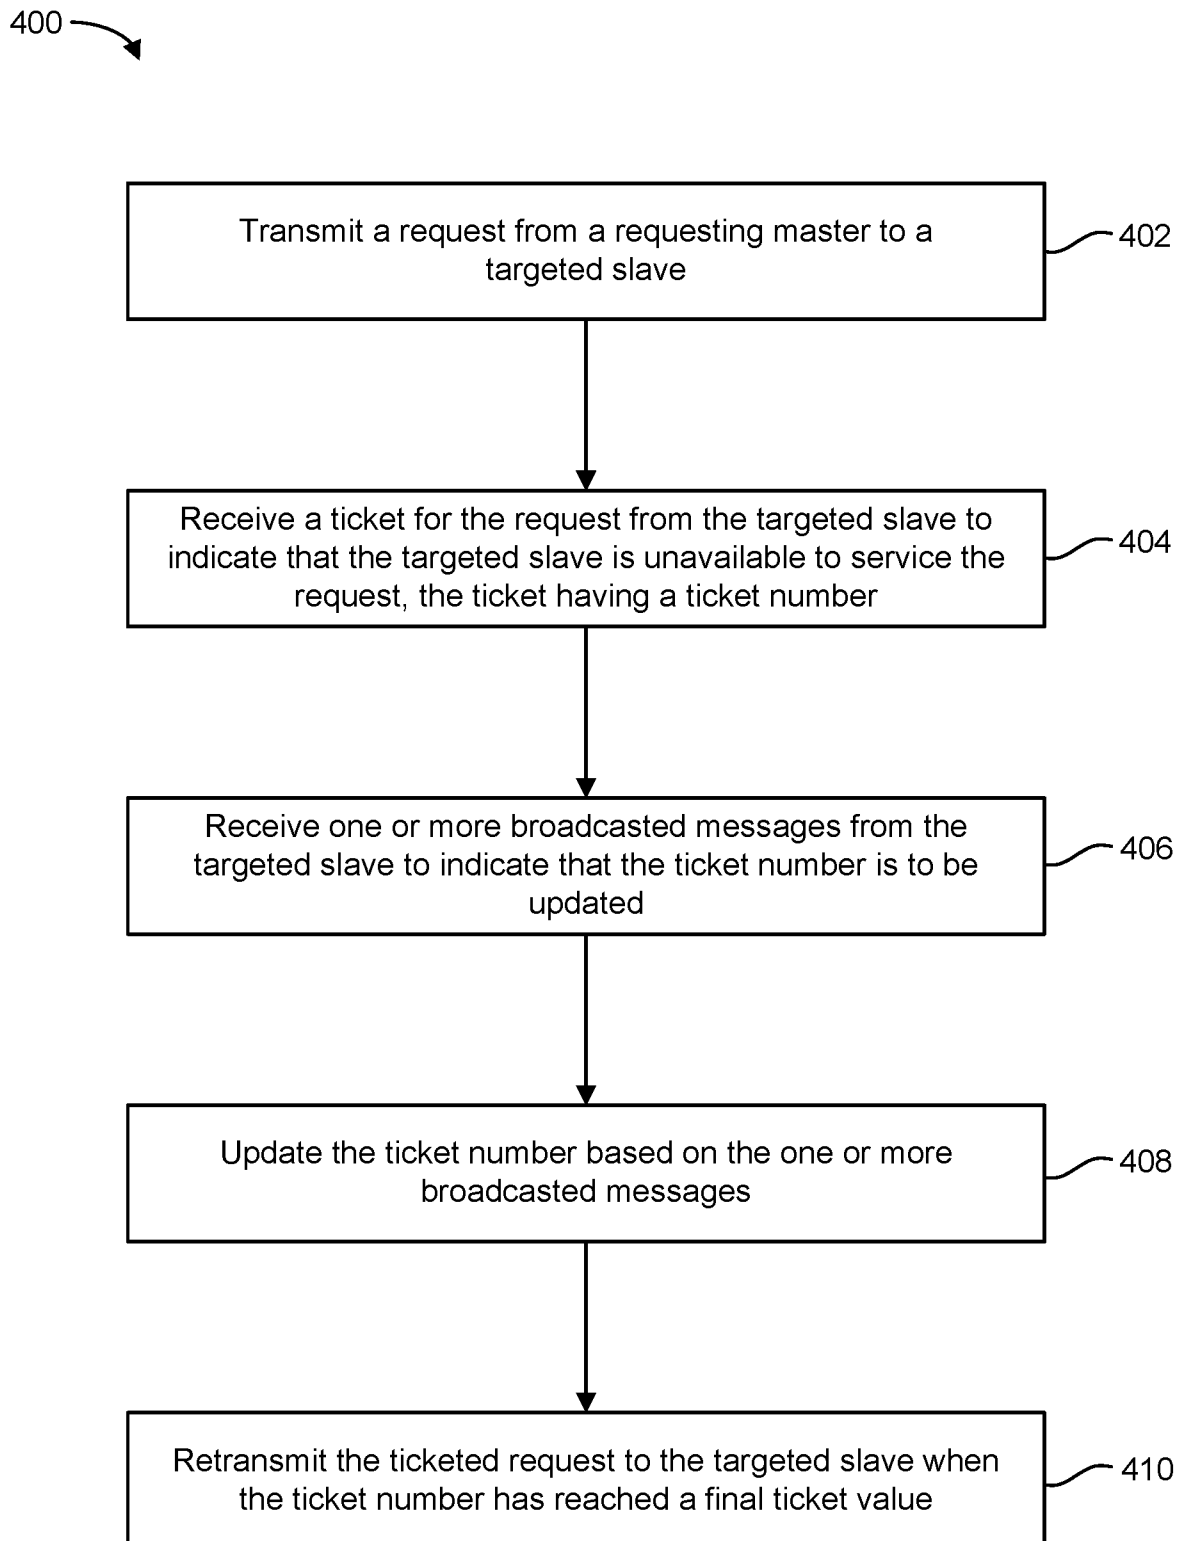 400
Transmit a request from a requesting master to a
targeted slave
402
Receive a ticket for the request from the targeted slave to
indicate that the targeted slave is unavailable to service the
request, the ticket having a ticket number
404
Receive one or more broadcasted messages from the
targeted slave to indicate that the ticket number is to be
updated
406
Update the ticket number based on the one or more
broadcasted messages
408
Retransmit the ticketed request to the targeted slave when
the ticket number has reached a final ticket value
410